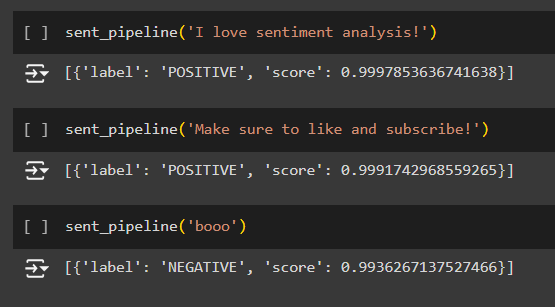 [ ] sent_pipeline('I love sentiment analysis!')
[{'label': 'POSITIVE', 'score': 0.9997853636741638}]
[ ] sent_pipeline('Make sure to like and subscribe!')
[{'label': 'POSITIVE', 'score': 0.9991742968559265}]
[ ] sent_pipeline('booo')
[{'label': 'NEGATIVE', 'score': 0.9936267137527466}]